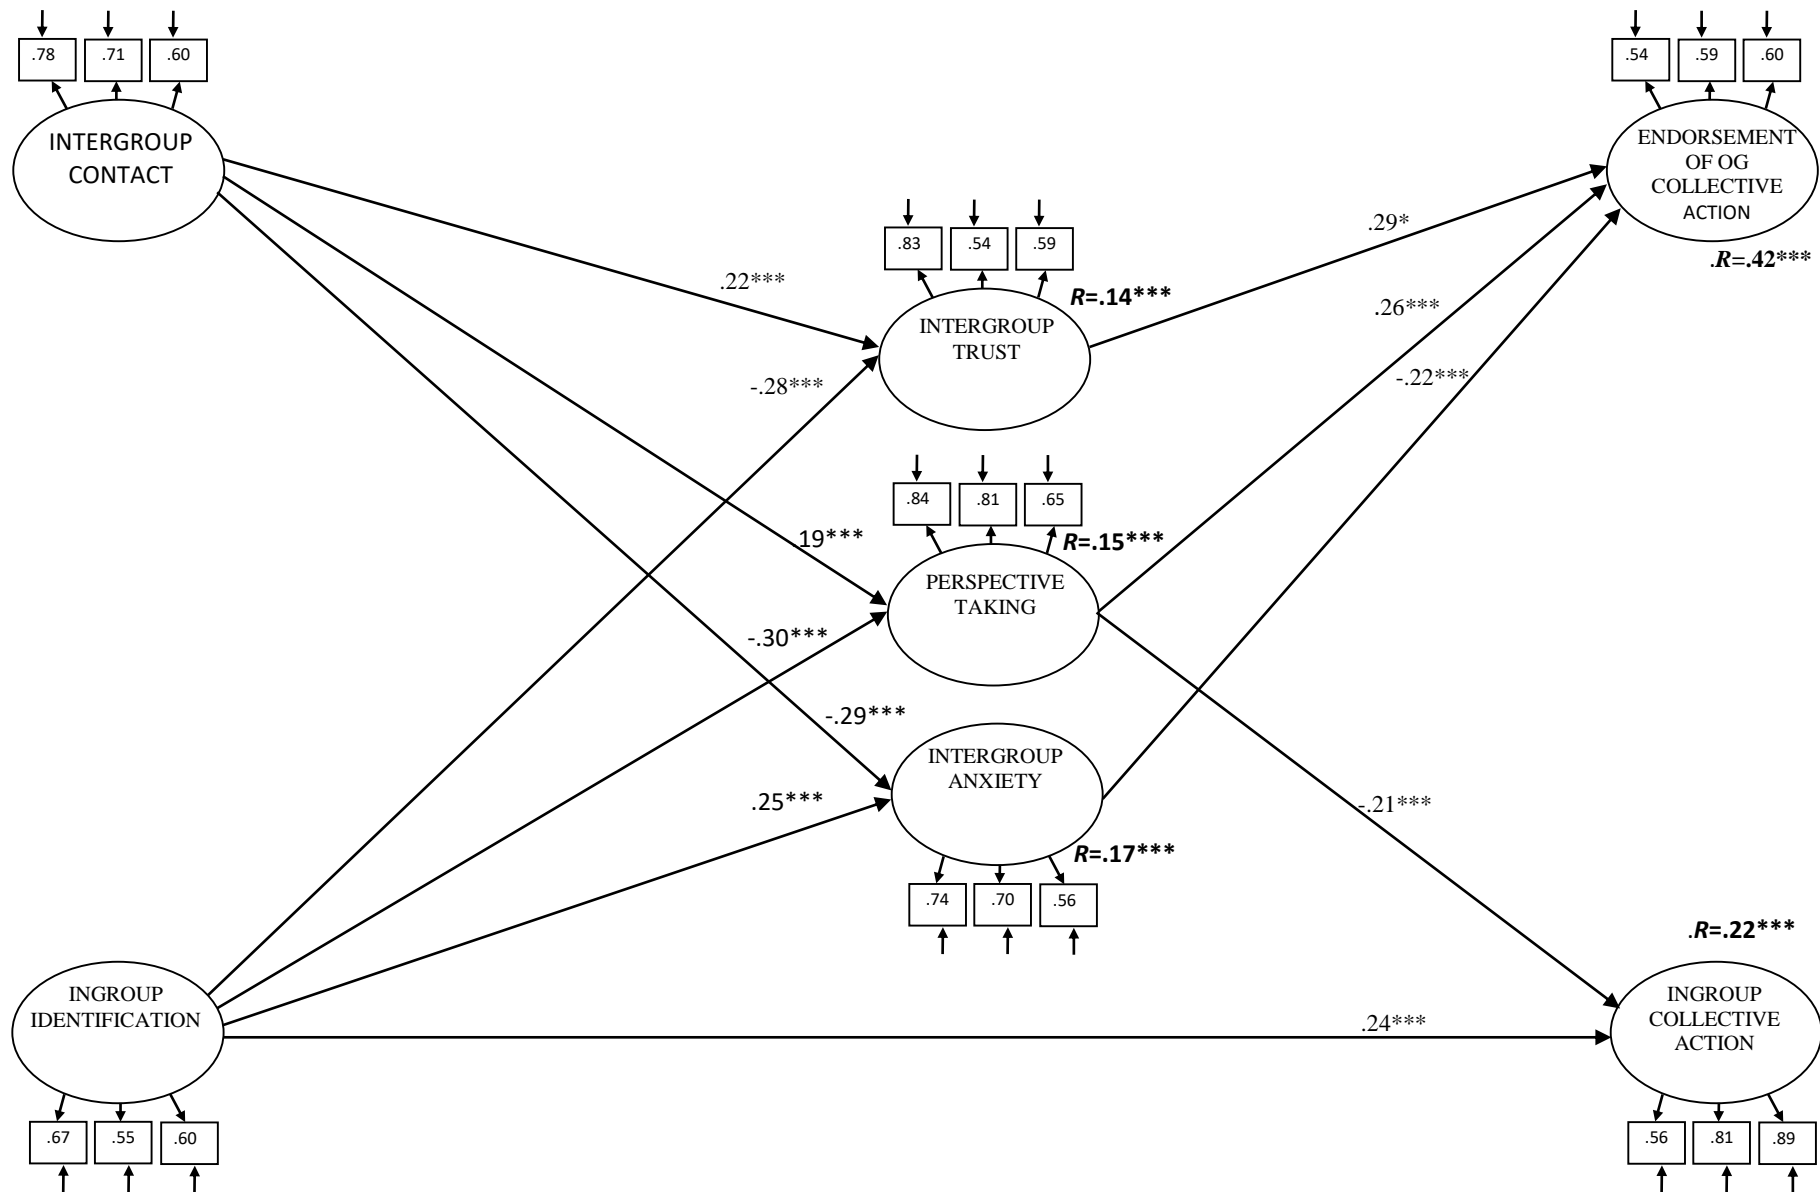 .78 .71 .60
INTERGROUP
CONTACT
.54 .59 .60
ENDORSEMENT
OF OG
COLLECTIVE
ACTION
.R=.42***
.83 .54 .59
R=.14***
INTERGROUP
TRUST
.22***
-.28***
.29*
.26***
-.22***
.84 .81 .65
R=.15***
PERSPECTIVE
TAKING
.19***
-.30***
-.29***
.25***
INTERGROUP
ANXIETY
R=.17***
.74 .70 .56
-.21***
.R=.22***
INGROUP
IDENTIFICATION
.24***
INGROUP
COLLECTIVE
ACTION
.67 .55 .60
.56 .81 .89